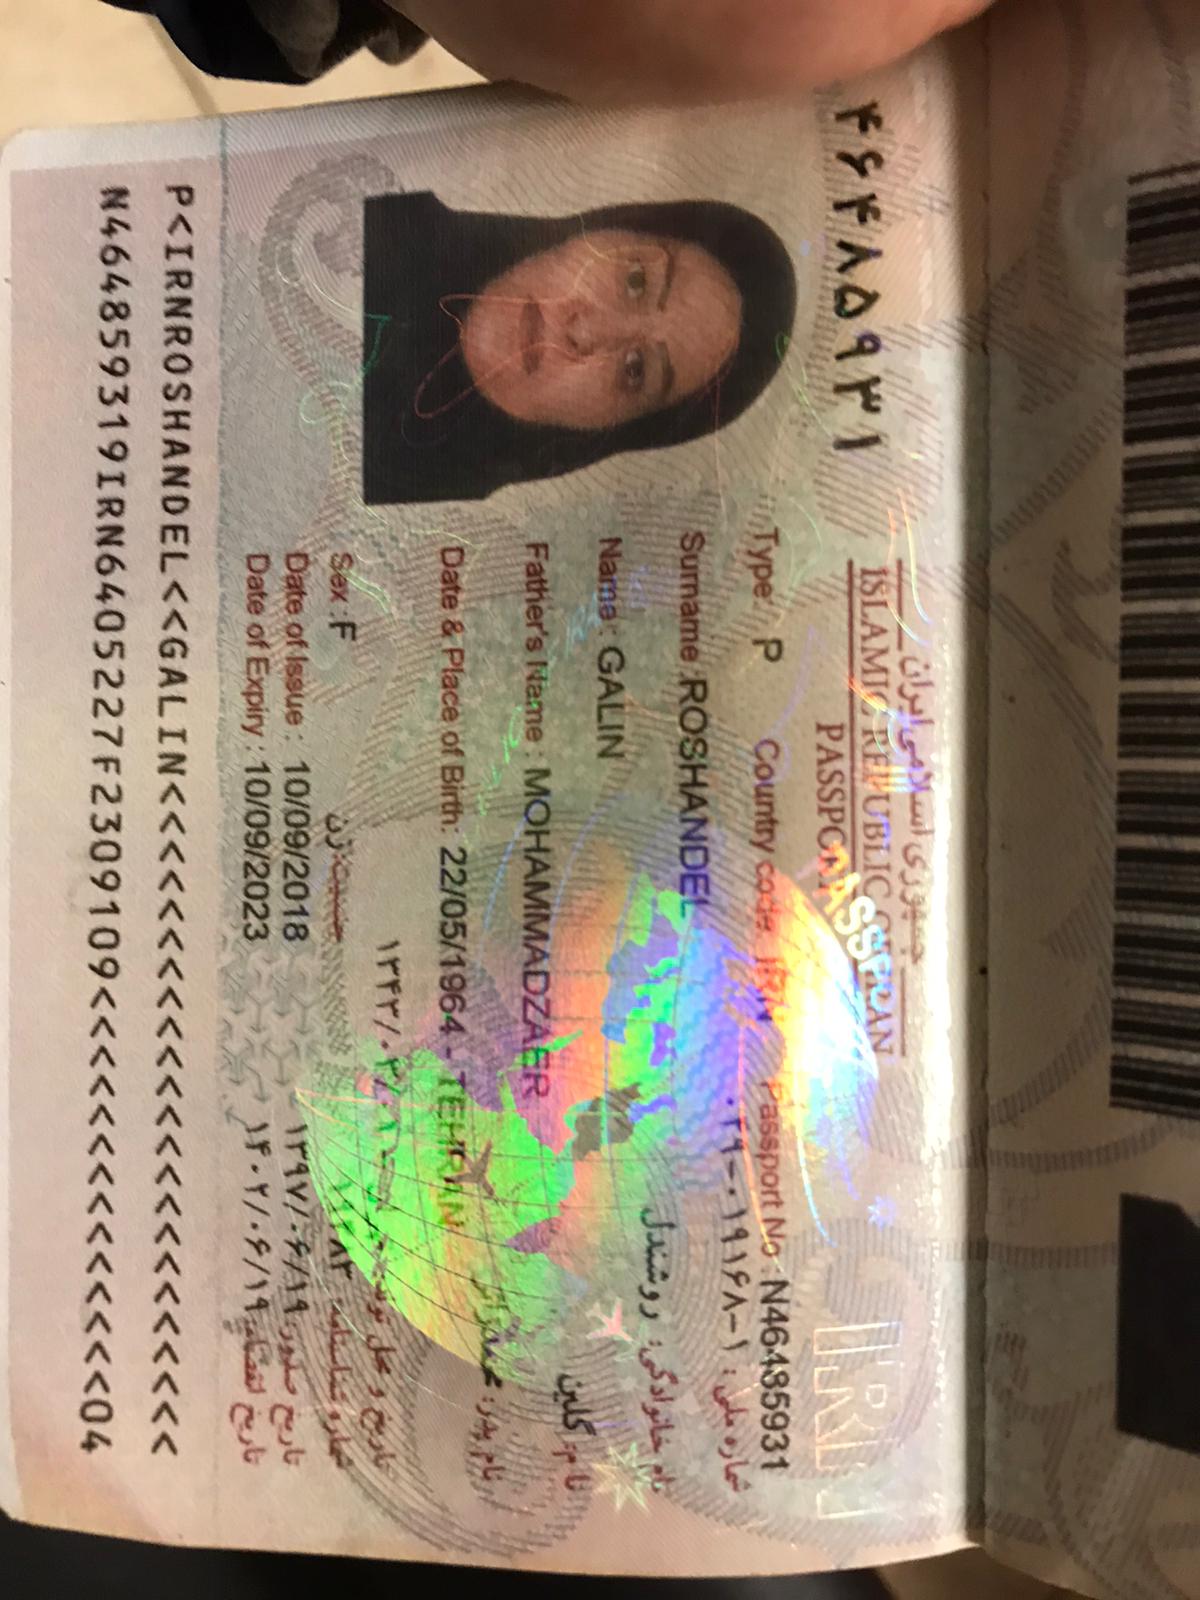 جمهوری اسلامی ایران
ISLAMIC REPUBLIC OF IRAN
PASSPORT
PASSPO
IRN
۴۶۴۸۵۹۳۱
Type: P Country code: IRN Passport No : N46485931
شماره ملی : ۰۲۹-۰۱۹۱۶۸-۱
Surname : ROSHANDEL
نام خانوادگی: روشندل
Name : GALIN
نام: گلین
Father's Name : MOHAMMADZAER
نام پدر: محمدزائر
Date & Place of Birth: 22/05/1964 - TEHRAN
تاریخ و محل تولد: ۱۳۴۳/۰۳/۰۱
Sex : F جنسیت: زن شماره شناسنامه:
Date of Issue : 10/09/2018 تاریخ صدور: ۱۳۹۷/۰۶/۱۹
Date of Expiry : 10/09/2023 تاریخ انقضاء: ۱۴۰۲/۰۶/۱۹
P<IRNROSHANDEL<<GALIN<<<<<<<<<<<<<<<<<<<<<<<
N464859319IRN6405227F2309109<<<<<<<<<<<<<<04